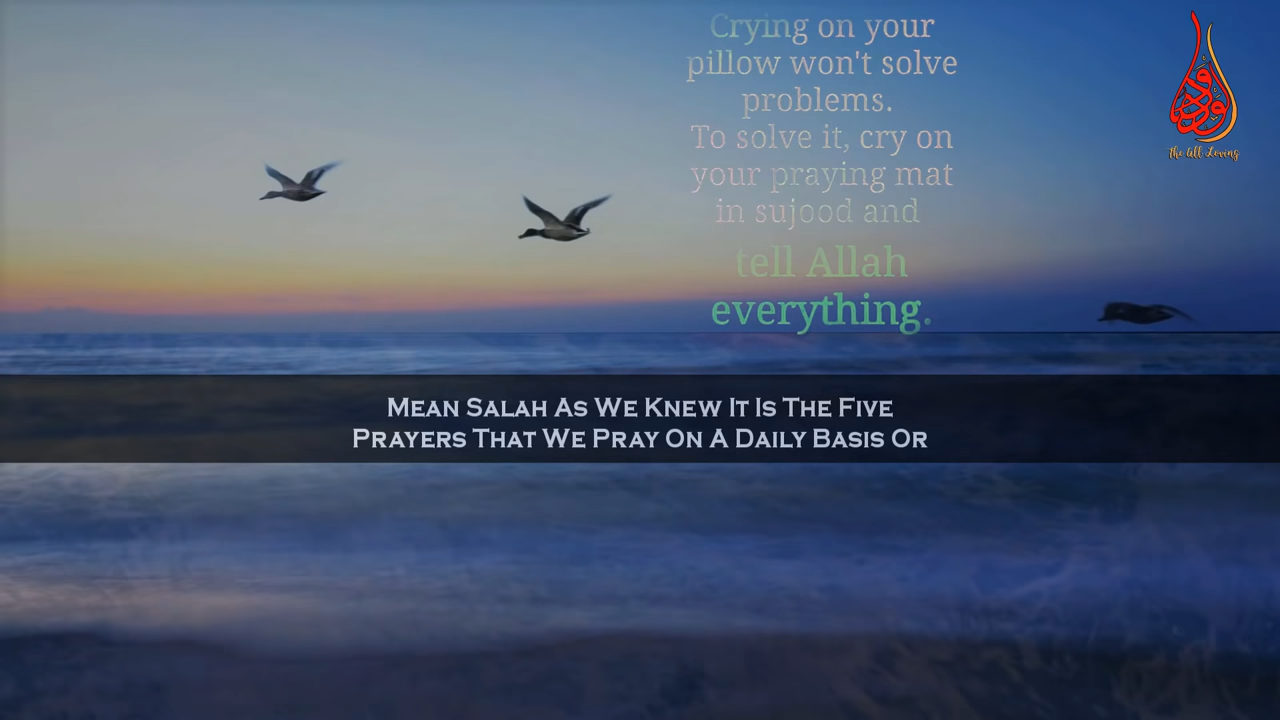 Crying on your
pillow won't solve
problems.
To solve it, cry on
your praying mat
in sujood and
tell Allah
everything.
الودود
The All Loving
MEAN SALAH AS WE KNEW IT IS THE FIVE
PRAYERS THAT WE PRAY ON A DAILY BASIS OR